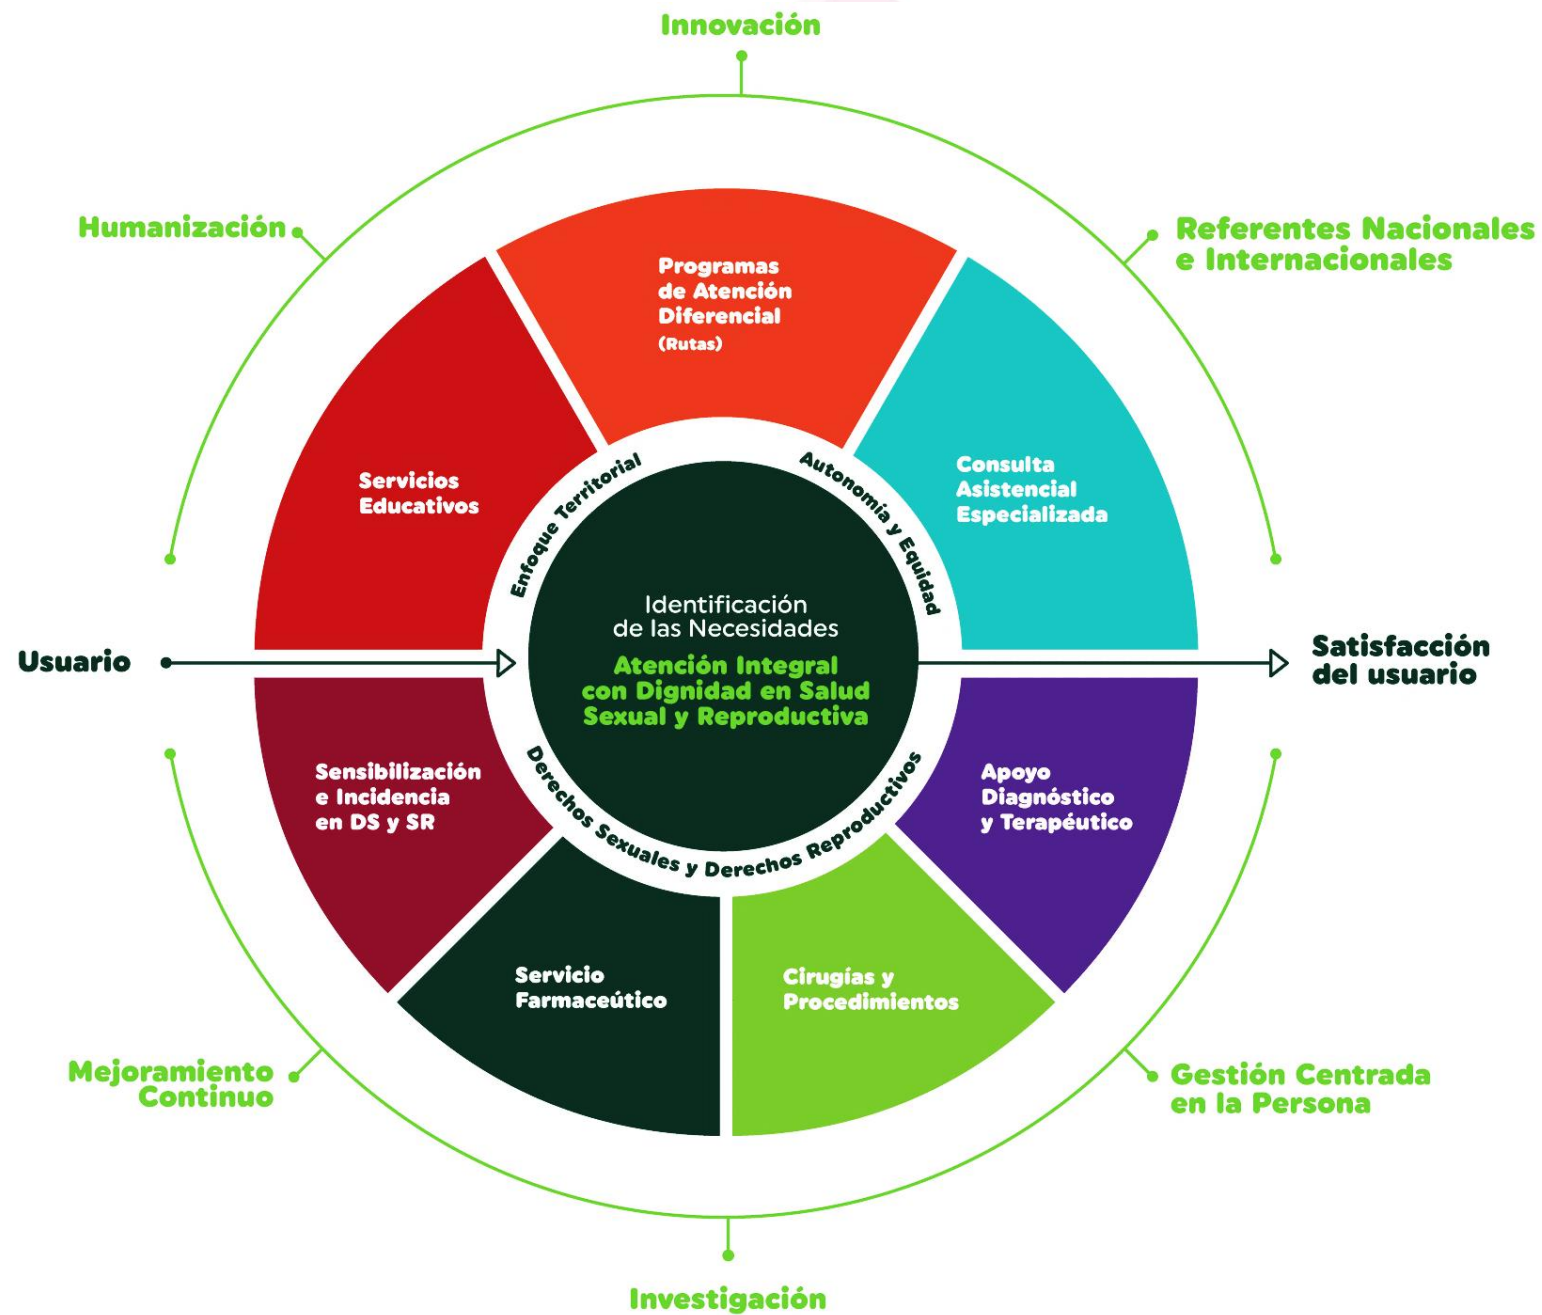 Innovación
Humanización
Referentes Nacionales
e Internacionales
Programas
de Atención
Diferencial
(Rutas)
Servicios
Educativos
Consulta
Asistencial
Especializada
Enfoque Territorial
Autonomía y Equidad
Identificación
de las Necesidades
Atención Integral
con Dignidad en Salud
Sexual y Reproductiva
Usuario
Satisfacción
del usuario
Derechos Sexuales y Derechos Reproductivos
Sensibilización
e Incidencia
en DS y SR
Apoyo
Diagnóstico
y Terapéutico
Servicio
Farmaceútico
Cirugías y
Procedimientos
Mejoramiento
Continuo
Gestión Centrada
en la Persona
Investigación